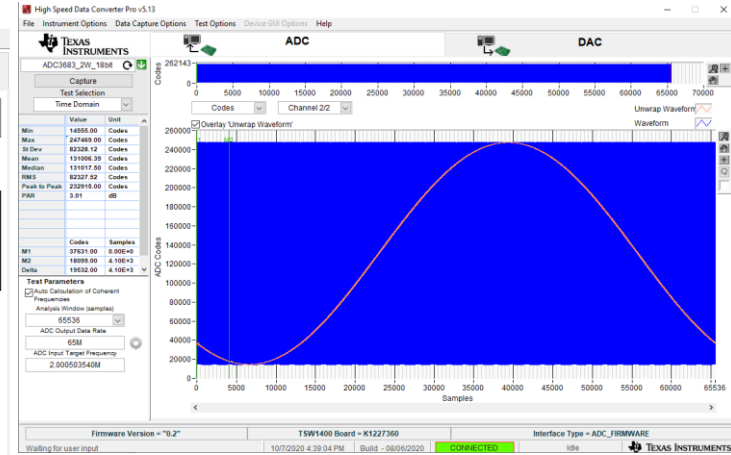 High Speed Data Converter Pro v5.13
File Instrument Options Data Capture Options Test Options Device GUI Options Help
TEXAS INSTRUMENTS
ADC
DAC
ADC3683_2W_18bit
Capture
Test Selection
Time Domain
Value Unit
Min 14555.00 Codes
Max 247469.00 Codes
St Dev 82328.12 Codes
Mean 131006.39 Codes
Median 131017.50 Codes
RMS 82327.52 Codes
Peak to Peak 232915.00 Codes
PAR 3.01 dB
Codes Samples
M1 37631.00 0.00E+0
M2 18099.00 4.10E+3
Delta 19532.00 4.10E+3
Test Parameters
Auto Calculation of Coherent
Frequencies
Analysis Window (samples)
65536
ADC Output Data Rate
65M
ADC Input Target Frequency
2.000503540M
Codes
262143
0
0 5000 10000 15000 20000 25000 30000 35000 40000 45000 50000 55000 60000 65000 70000
Codes Channel 2/2
Unwrap Waveform
Overlay 'Unwrap Waveform'
Waveform
ADC Codes
260000
240000
220000
200000
180000
160000
140000
120000
100000
80000
60000
40000
20000
0
0 5000 10000 15000 20000 25000 30000 35000 40000 45000 50000 55000 60000 65536
Samples
Firmware Version = "0.2" TSW1400 Board = K1227360 Interface Type = ADC_FIRMWARE
Waiting for user input 10/7/2020 4:39:04 PM Build - 08/06/2020 CONNECTED Idle TEXAS INSTRUMENTS